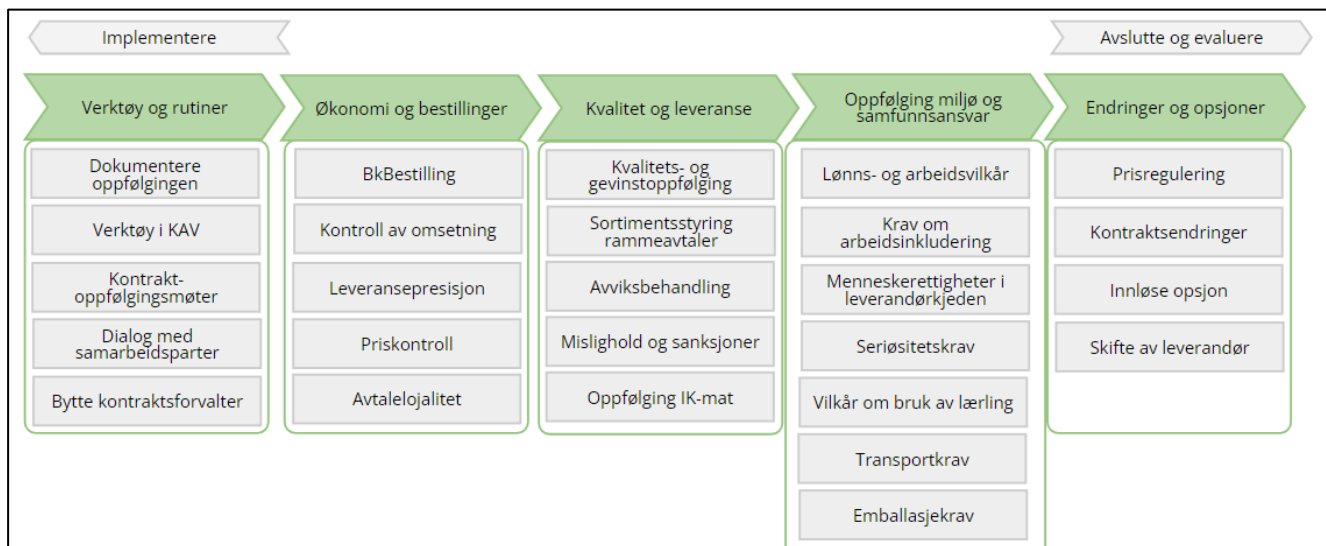 Implementere
Avslutte og evaluere
Verktøy og rutiner
Økonomi og bestillinger
Kvalitet og leveranse
Oppfølging miljø og
samfunnsansvar
Endringer og opsjoner
Dokumentere
oppfølgingen
Verktøy i KAV
Kontrakt-
oppfølgingsmøter
Dialog med
samarbeidsparter
Bytte kontraktsforvalter
BkBestilling
Kontroll av omsetning
Leveransepresisjon
Priskontroll
Avtalelojalitet
Kvalitets- og
gevinstoppfølging
Sortimentsstyring
rammeavtaler
Avviksbehandling
Mislighold og sanksjoner
Oppfølging IK-mat
Lønns- og arbeidsvilkår
Krav om
arbeidsinkludering
Menneskerettigheter i
leverandørkjeden
Seriøsitetskrav
Vilkår om bruk av lærling
Transportkrav
Emballasjekrav
Prisregulering
Kontraktsendringer
Innløse opsjon
Skifte av leverandør